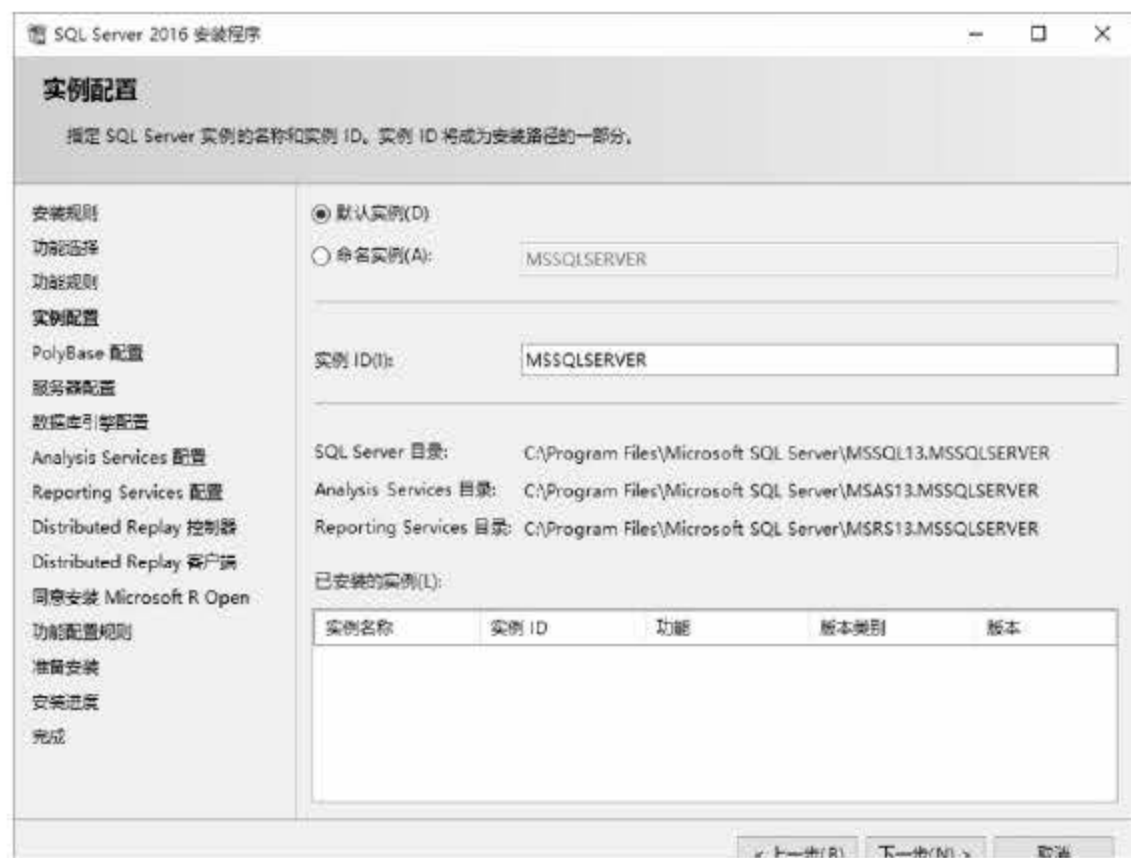 SQL Server 2016 安装程序
实例配置
指定 SQL Server 实例的名称和实例 ID。实例 ID 将成为安装路径的一部分。
安装规则
功能选择
功能规则
实例配置
PolyBase 配置
服务器配置
数据库引擎配置
Analysis Services 配置
Reporting Services 配置
Distributed Replay 控制器
Distributed Replay 客户端
同意安装 Microsoft R Open
功能配置规则
准备安装
安装进度
完成
默认实例(D)
命名实例(A): MSSQLSERVER
实例 ID(I): MSSQLSERVER
SQL Server 目录: C:\Program Files\Microsoft SQL Server\MSSQL13.MSSQLSERVER
Analysis Services 目录: C:\Program Files\Microsoft SQL Server\MSAS13.MSSQLSERVER
Reporting Services 目录: C:\Program Files\Microsoft SQL Server\MSRS13.MSSQLSERVER
已安装的实例(L):
实例名称 实例 ID 功能 版本类别 版本
< 上一步(B) 下一步(N) > 取消